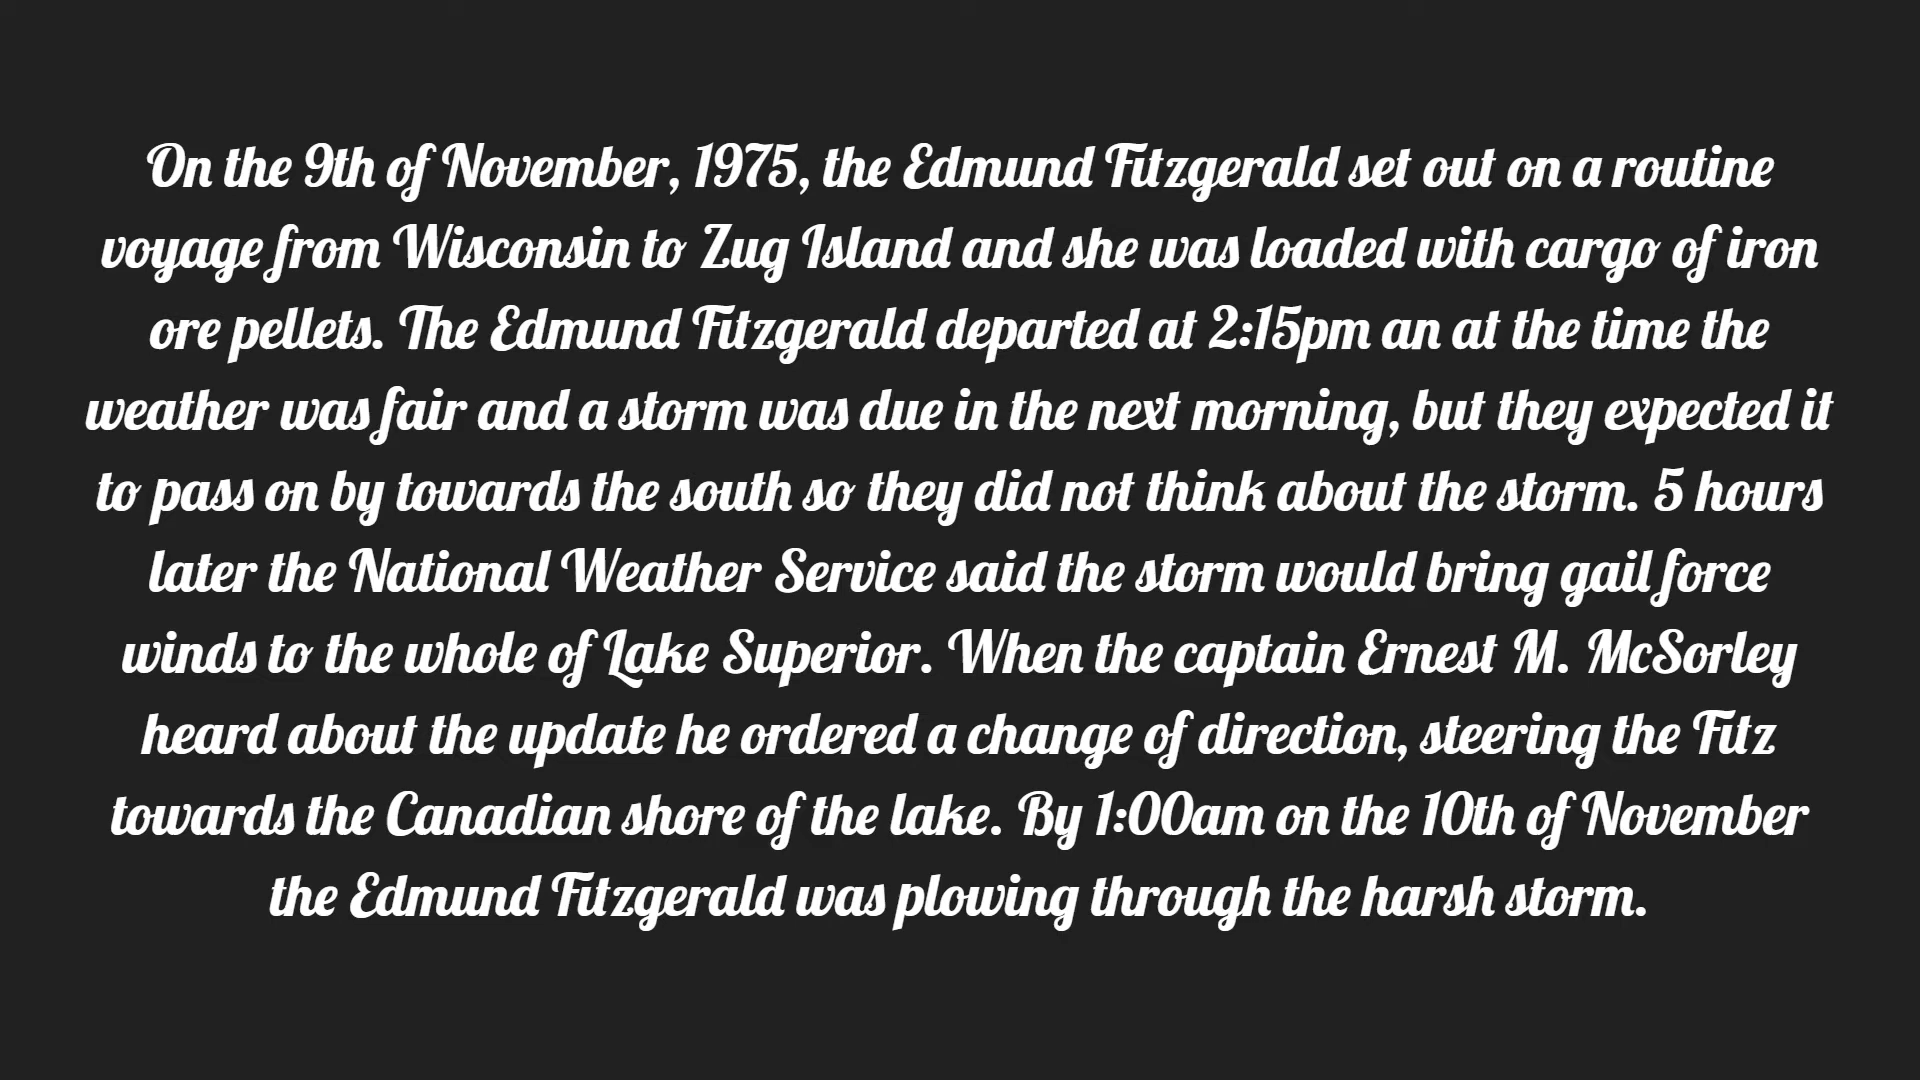 On the 9th of November, 1975, the Edmund Fitzgerald set out on a routine
voyage from Wisconsin to Zug Island and she was loaded with cargo of iron
ore pellets. The Edmund Fitzgerald departed at 2:15pm an at the time the
weather was fair and a storm was due in the next morning, but they expected it
to pass on by towards the south so they did not think about the storm. 5 hours
later the National Weather Service said the storm would bring gail force
winds to the whole of Lake Superior. When the captain Ernest M. McSorley
heard about the update he ordered a change of direction, steering the Fitz
towards the Canadian shore of the lake. By 1:00am on the 10th of November
the Edmund Fitzgerald was plowing through the harsh storm.